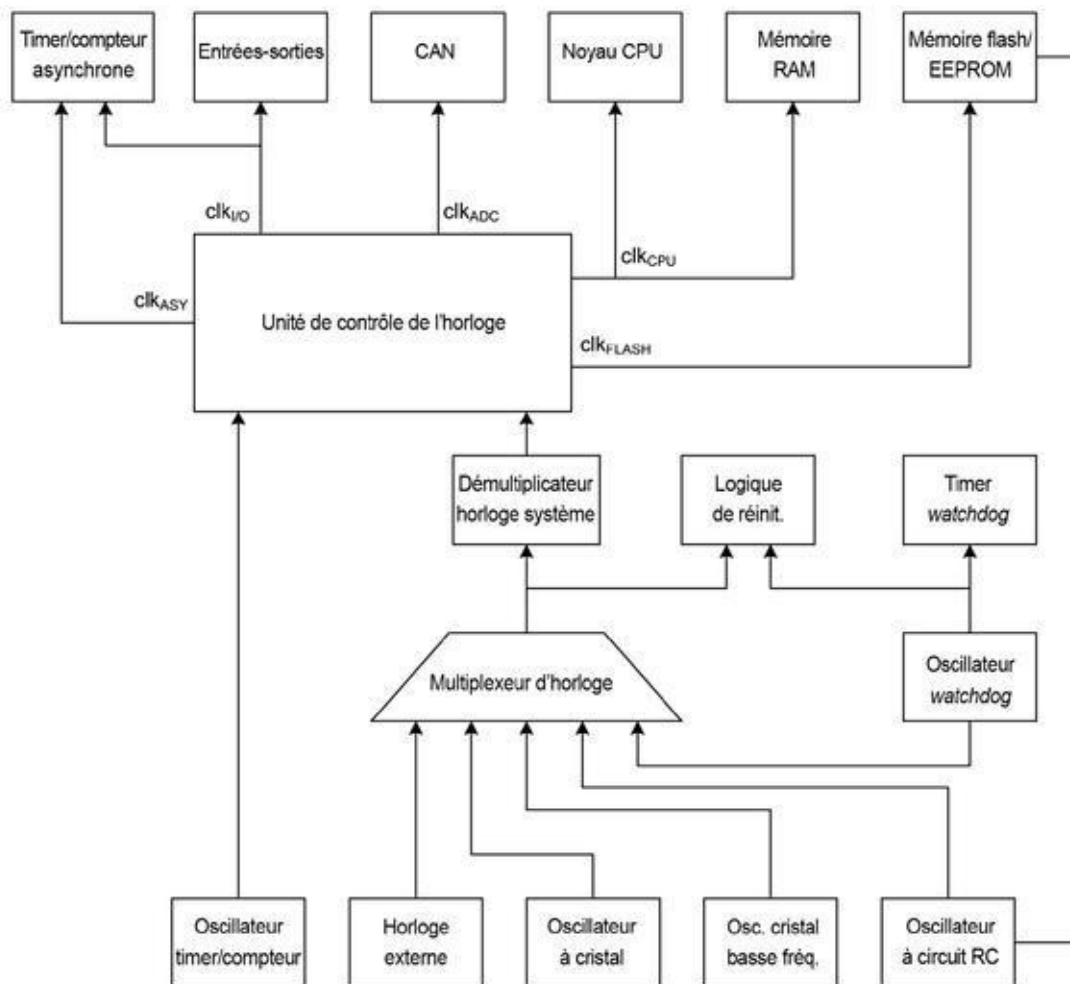 Timer/compteur
asynchrone
Entrées-sorties
CAN
Noyau CPU
Mémoire
RAM
Mémoire flash/
EEPROM
clkI/O
clkADC
clkCPU
clkASY
Unité de contrôle de l'horloge
clkFLASH
Démultiplicateur
horloge système
Logique
de réinit.
Timer
watchdog
Multiplexeur d'horloge
Oscillateur
watchdog
Oscillateur
timer/compteur
Horloge
externe
Oscillateur
à cristal
Osc. cristal
basse fréq.
Oscillateur
à circuit RC